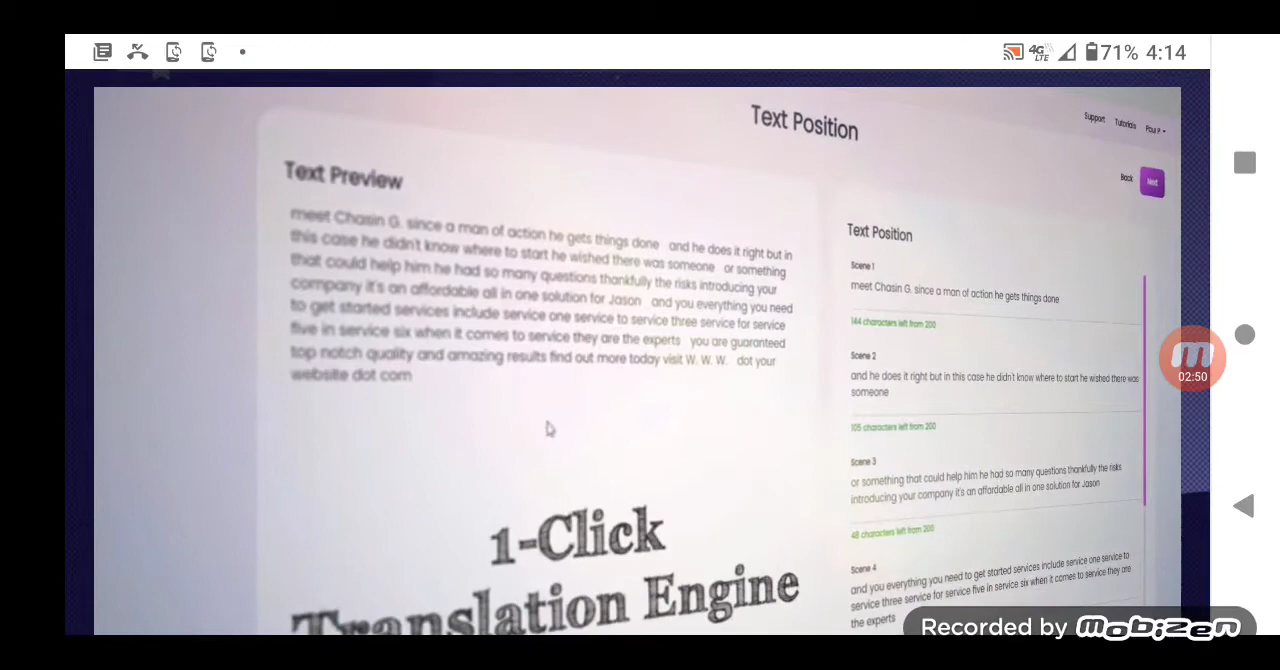 4G
LTE
71% 4:14
Text Position
Support Tutorials Paul P
Back Next
Text Preview
meet Chasin G. since a man of action he gets things done and he does it right but in
this case he didn't know where to start he wished there was someone or something
that could help him he had so many questions thankfully the risks introducing your
company it's an affordable all in one solution for Jason and you everything you need
to get started services include service one service to service three service for service
five in service six when it comes to service they are the experts you are guaranteed
top notch quality and amazing results find out more today visit W. W. W. dot your
website dot com
1-Click
Translation Engine
Text Position
Scene 1
meet Chasin G. since a man of action he gets things done
144 characters left from 200
Scene 2
and he does it right but in this case he didn't know where to start he wished there was
someone
105 characters left from 200
Scene 3
or something that could help him he had so many questions thankfully the risks
introducing your company it's an affordable all in one solution for Jason
48 characters left from 200
Scene 4
and you everything you need to get started services include service one service to
service three service for service five in service six when it comes to service they are
the experts
02:50
Recorded by Mobizen